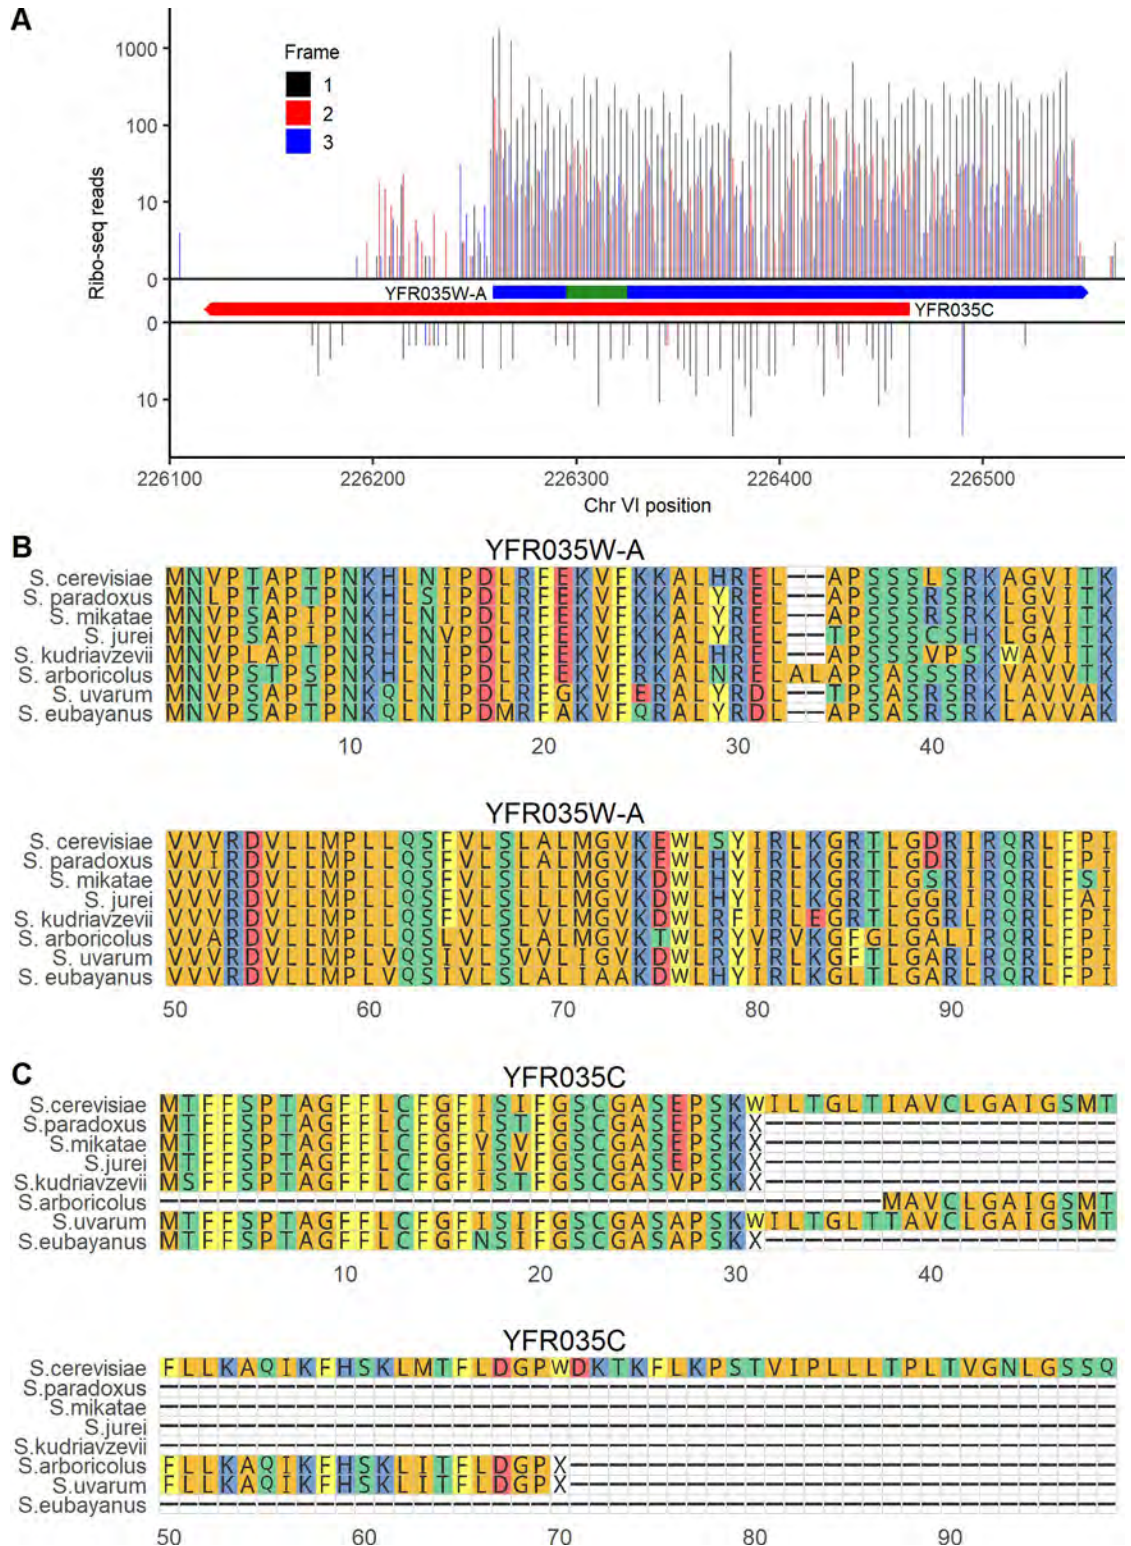 A
Frame
1
2
3
Ribo-seq reads
1000
100
10
0
YFR035W-A
YFR035C
0
10
226100 226200 226300 226400 226500
Chr VI position
B
YFR035W-A
S. cerevisiae MNVPTAPTPNKHLNIPDLRFEKVFKKALHREL--APSSSLSRKAGVITK
S. paradoxus MNLPTAPTPNKHLSIPDLRFEKVFKKALYREL--APSSSRSRKLGVITK
S. mikatae MNVPSAPTPNKHLNIPDLRFEKVFKKALYREL--APSSSRSRKLGVITK
S. jurei MNVPSAPIPNKHLNVPDLRFEKVFKKALYREL--TPSSSCSHKLGAITK
S. kudriavzevii MNVPLAPTPNRHLNIPDLRFEKVFKKALHREL--APSSSVPSKWAVITK
S. arboricolus MNVPSTPSPNKHLNIPDLRFEKVFRKALNRELALAPSASSSRKVAVVTK
S. uvarum MNVPSAPTPNKQLNIPDLRFGKVFERALYRDL--TPSASRSRKLAVVAK
S. eubayanus MNVPSAPTPNKQLNIPDMRFAKVFQRALYRDL--APSASRSRKLAVVAK
10 20 30 40
YFR035W-A
S. cerevisiae VVVRDVLLMPLLQSFVLSLALMGVKEWLSYIRLKGRTLGDRIRQRLFPI
S. paradoxus VVIRDVLLMPLLQSFVLSLALMGVKEWLHYIRLKGRTLGDRIRQRLFPI
S. mikatae VVVRDVLLMPLLQSFVLSLLLMGVKDWLHYIRLKGRTLGSRIRQRLFSI
S. jurei VVVRDVLLMPLLQSFVLSLLLMGVKDWLHYIRLKGRTLGGRIRQRLFAI
S. kudriavzevii VVVRDVLLMPLLQSFVLSLVLMGVKDWLRFIRLEGRTLGGRLRQRLFPI
S. arboricolus VVARDVLLMPLLQSLVLSLALMGVKTWLRYVRVKGFGLGALIRQRLFPI
S. uvarum VVVRDVLLMPLVQSIVLSVVLIGVKDWLRYIRLKGFTLGARLRQRLFPI
S. eubayanus VVVRDVLLMPLVQSIVLSLALIAAKDWLHYIRLKGLTLGARLRQRLFPI
50 60 70 80 90
C
YFR035C
S.cerevisiae MTFFSPTAGFFLCFGFISIFGSCGASEPSKWILTGLTIAVCLGAIGSMT
S.paradoxus MTFFSPTAGFFLCFGFISTFGSCGASEPSKX------------------
S.mikatae MTFFSPTAGFFLCFGFVSVFGSCGASEPSKX------------------
S.jurei MTFFSPTAGFFLCFGFISVFGSCGASEPSKX------------------
S.kudriavzevii MSFFSPTAGFFLCFGFISTFGSCGASVPSKX------------------
S.arboricolus -------------------------------------MAVCLGAIGSMT
S.uvarum MTFFSPTAGFFLCFGFISIFGSCGASAPSKWILTGLTTAVCLGAIGSMT
S.eubayanus MTFFSPTAGFFLCFGFNSIFGSCGASAPSKX------------------
10 20 30 40
YFR035C
S.cerevisiae FLLKAQIKFHSKLMTFLDGPWDKTKFLKPSTVIPLLLTPLTVGNLGSSQ
S.paradoxus -------------------------------------------------
S.mikatae -------------------------------------------------
S.jurei -------------------------------------------------
S.kudriavzevii -------------------------------------------------
S.arboricolus FLLKAQIKFHSKLITFLDGPX----------------------------
S.uvarum FLLKAQIKFHSKLITFLDGPX----------------------------
S.eubayanus -------------------------------------------------
50 60 70 80 90